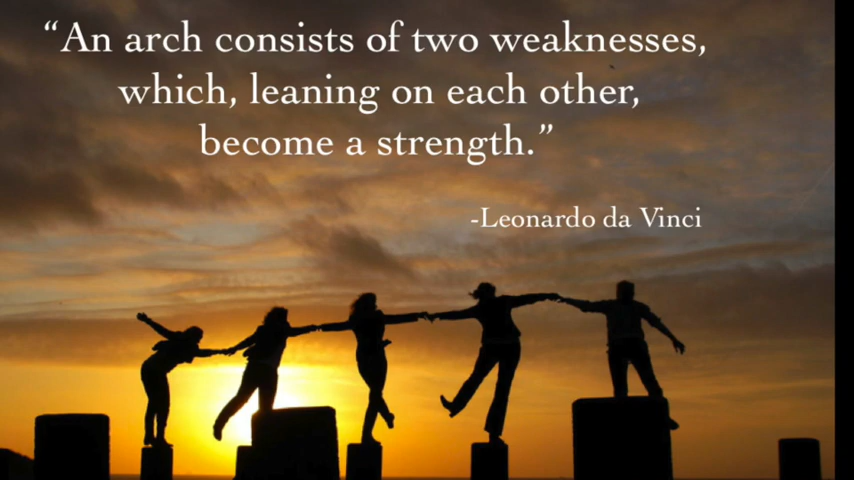 “An arch consists of two weaknesses,
which, leaning on each other,
become a strength.”
-Leonardo da Vinci